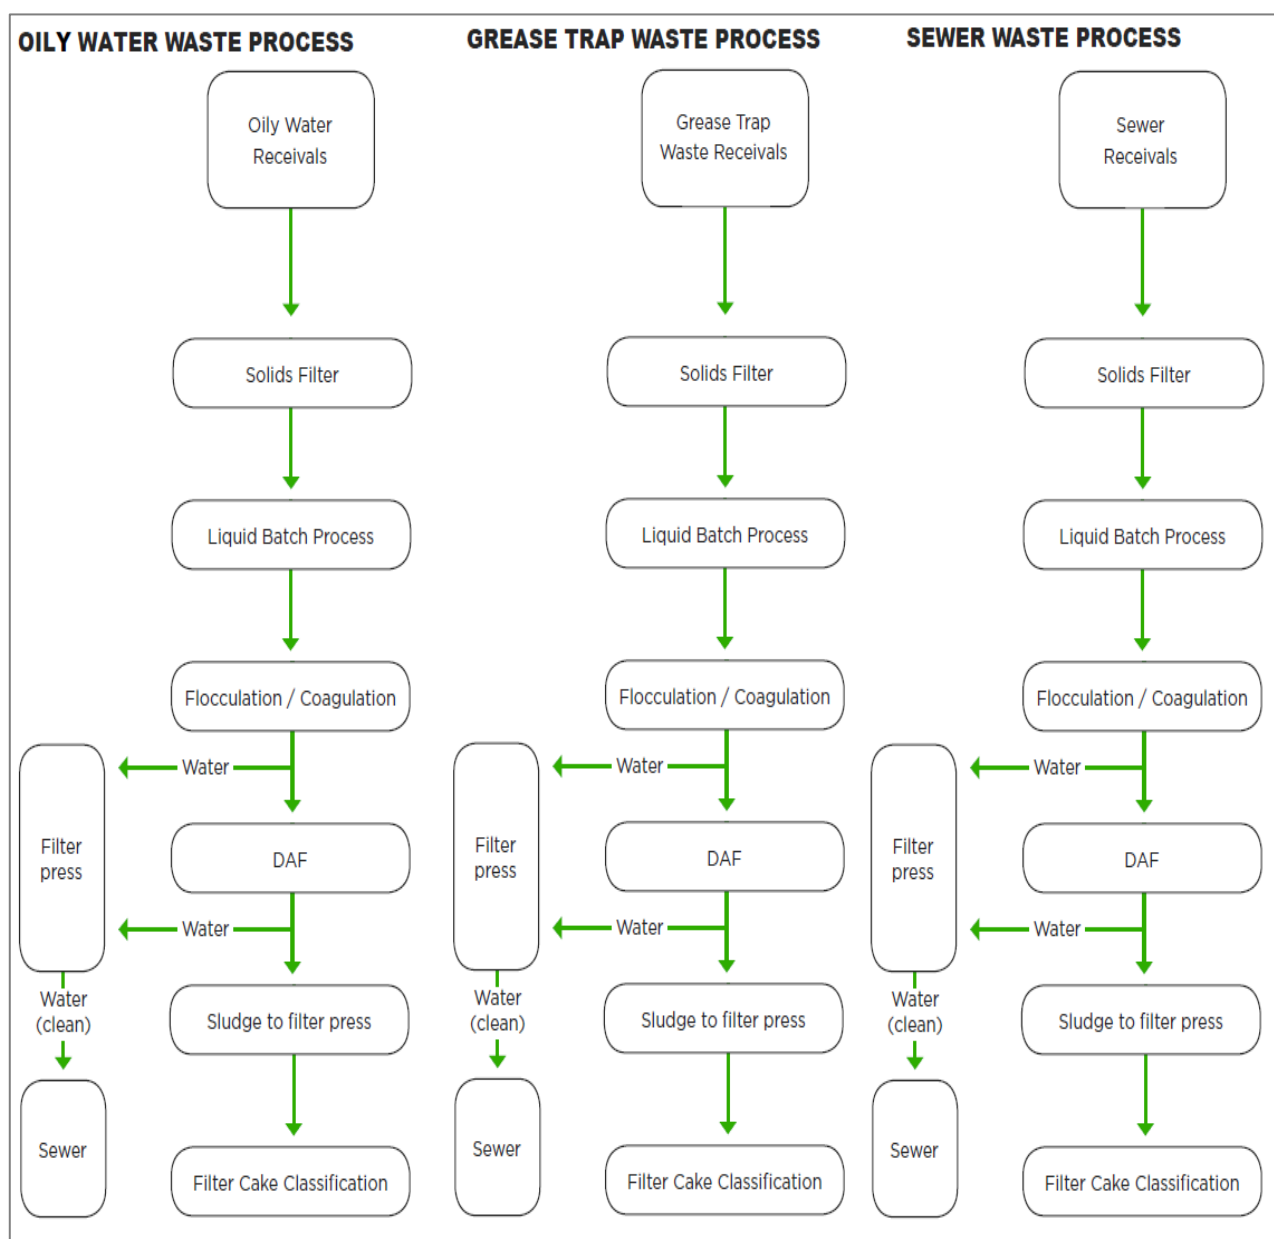 OILY WATER WASTE PROCESS
Oily Water
Receivals
Solids Filter
Liquid Batch Process
Flocculation / Coagulation
Water
Filter
press
DAF
Water
Water
(clean)
Sludge to filter press
Sewer
Filter Cake Classification
GREASE TRAP WASTE PROCESS
Grease Trap
Waste Receivals
Solids Filter
Liquid Batch Process
Flocculation / Coagulation
Water
Filter
press
DAF
Water
Water
(clean)
Sludge to filter press
Sewer
Filter Cake Classification
SEWER WASTE PROCESS
Sewer
Receivals
Solids Filter
Liquid Batch Process
Flocculation / Coagulation
Water
Filter
press
DAF
Water
Water
(clean)
Sludge to filter press
Sewer
Filter Cake Classification